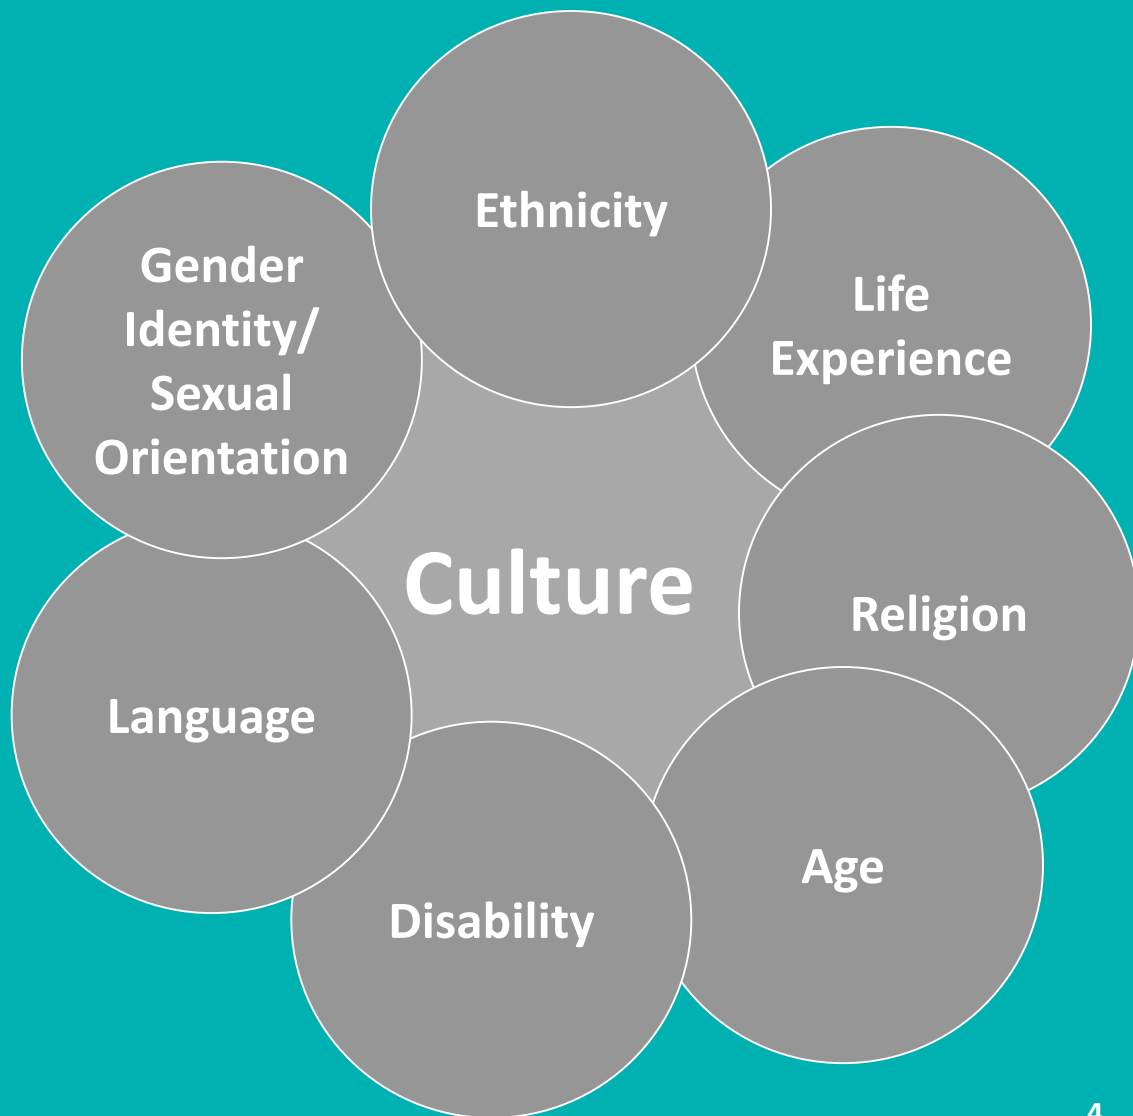 Ethnicity
Gender
Identity/
Sexual
Orientation
Life
Experience
Culture
Religion
Language
Age
Disability
4